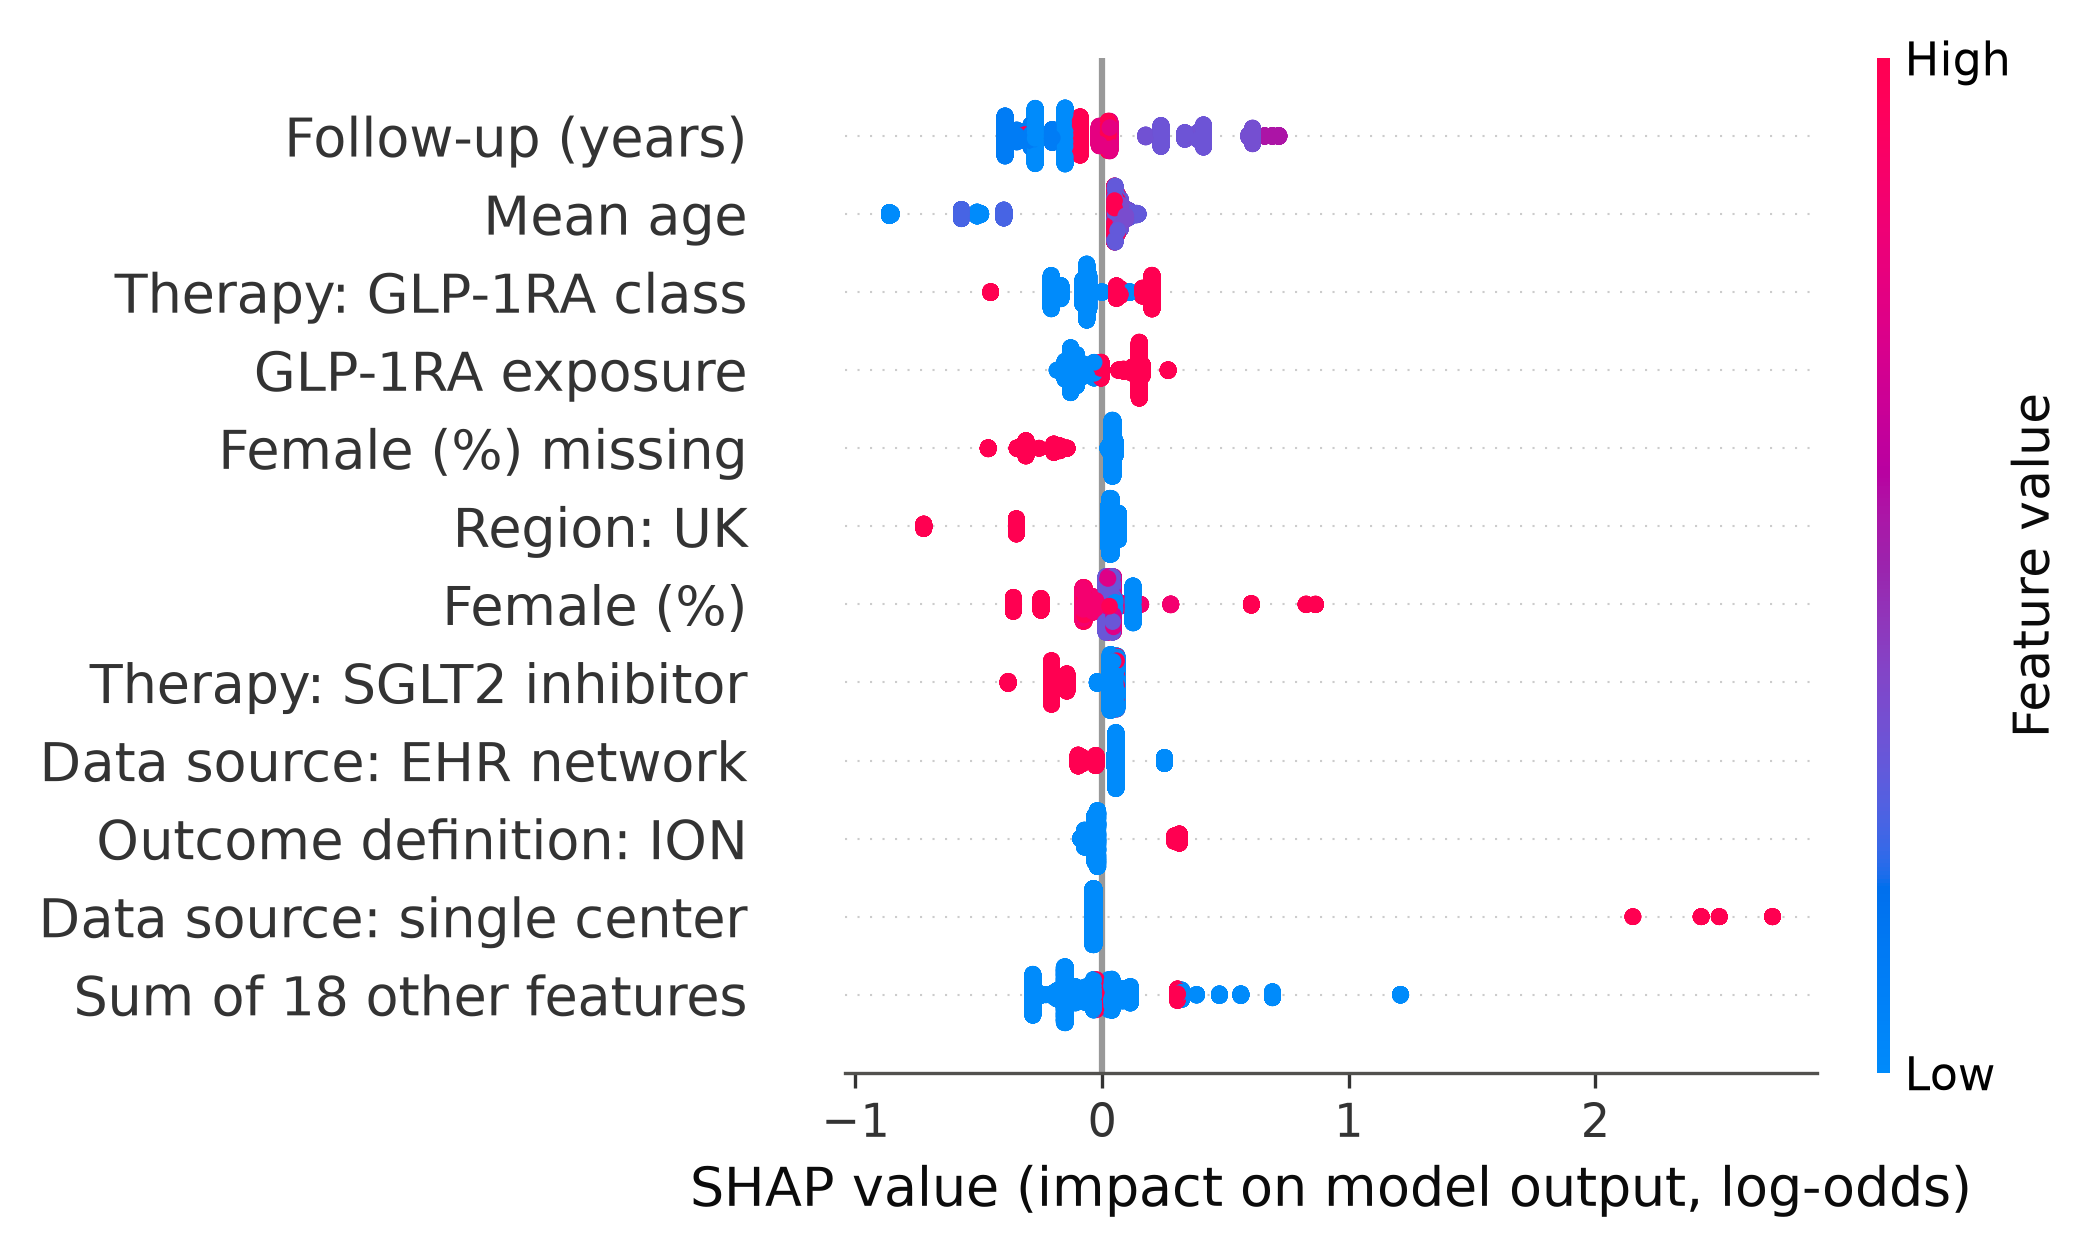 High
Follow-up (years)
Mean age
Therapy: GLP-1RA class
GLP-1RA exposure
Female (%) missing
Region: UK
Female (%)
Therapy: SGLT2 inhibitor
Data source: EHR network
Outcome definition: ION
Data source: single center
Sum of 18 other features
Feature value
Low
−1 0 1 2
SHAP value (impact on model output, log-odds)